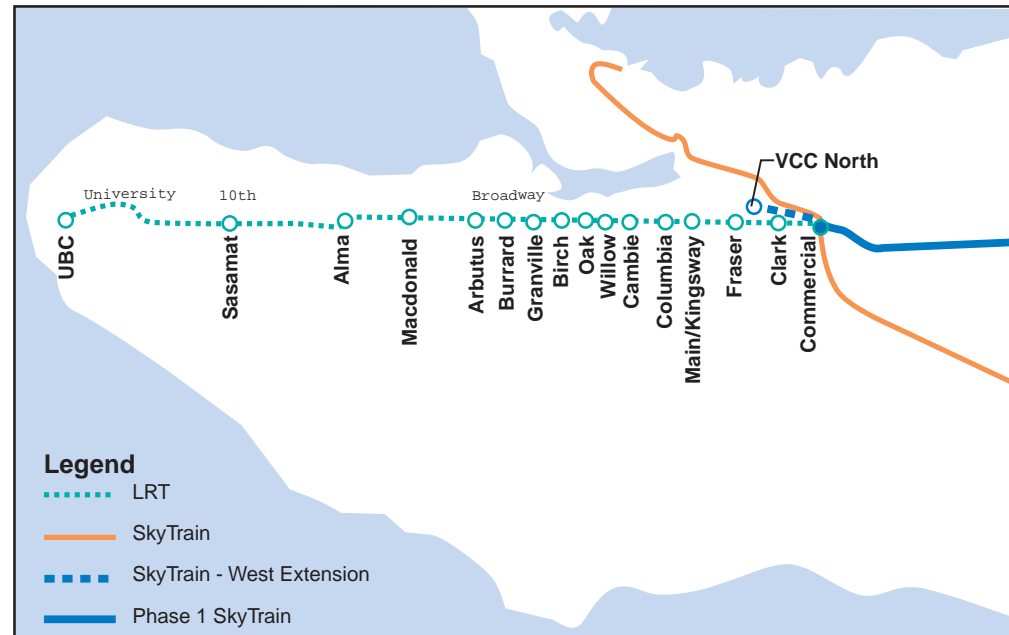 VCC North
University
10th
Broadway
UBC
Sasamat
Alma
Macdonald
Arbutus
Burrard
Granville
Birch
Oak
Willow
Cambie
Columbia
Main/Kingsway
Fraser
Clark
Commercial
Legend
LRT
SkyTrain
SkyTrain - West Extension
Phase 1 SkyTrain